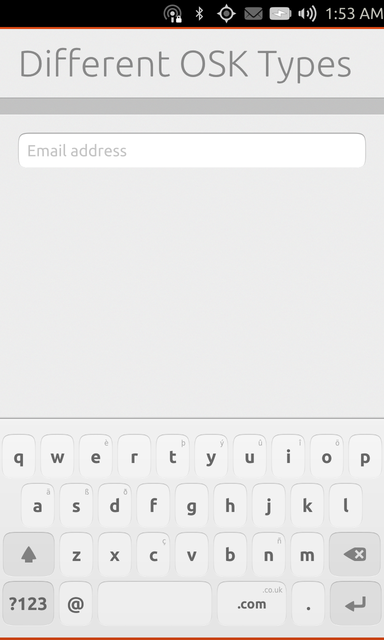 1:53 AM
Different OSK Types
Email address
q w è e r þ t ý y û u î i ô o p
â a ß s ð d f g h j k l
z x ç c v b ñ n m
?123 @ .co.uk .com .